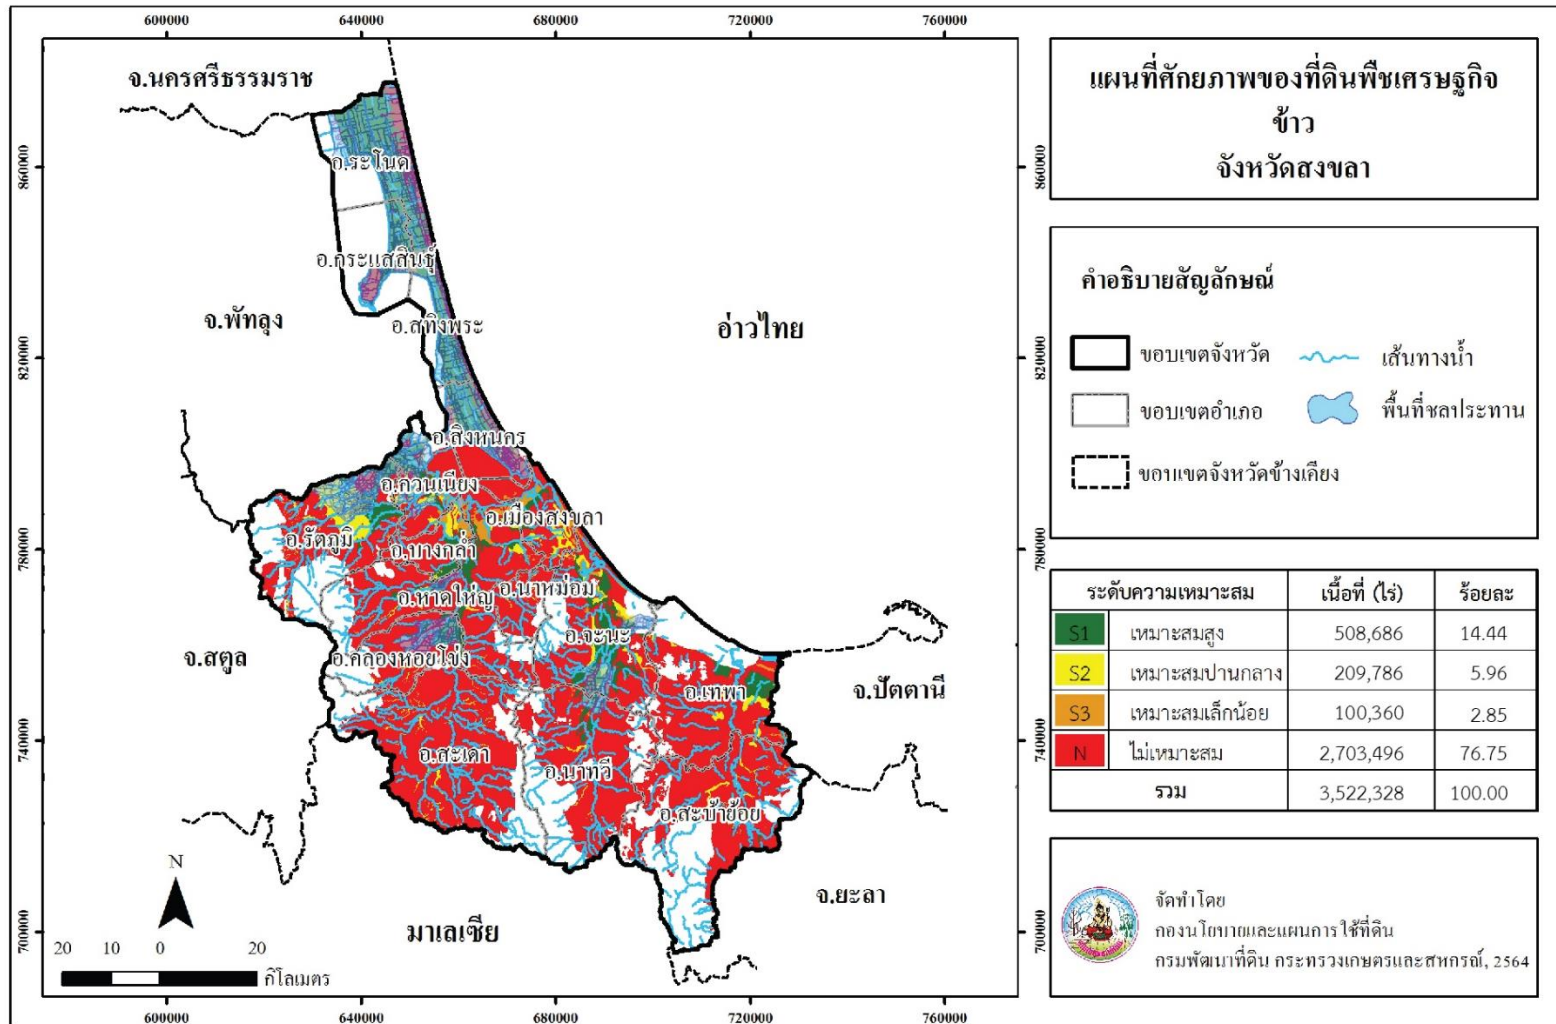 600000 640000 680000 720000 760000
แผนที่ศักยภาพของที่ดินพืชเศรษฐกิจ
ข้าว
จังหวัดสงขลา
จ.นครศรีธรรมราช
อ.ระโนด
860000 860000
อ.กระแสสินธุ์
จ.พัทลุง
อ.สทิงพระ
อ่าวไทย
820000 820000
คำอธิบายสัญลักษณ์
ขอบเขตจังหวัด
เส้นทางน้ำ
ขอบเขตอำเภอ
พื้นที่ชลประทาน
ขอบเขตจังหวัดข้างเคียง
อ.สิงหนคร
อ.ควนเนียง
อ.เมืองสงขลา
อ.รัตภูมิ
อ.บางกล่ำ
780000 780000
อ.หาดใหญ่
อ.นาหม่อม
อ.จะนะ
จ.สตูล
อ.คลองหอยโข่ง
อ.เทพา
จ.ปัตตานี
740000 740000
อ.สะเดา
อ.นาทวี
อ.สะบ้าย้อย
จ.ยะลา
มาเลเซีย
700000 700000
ระดับความเหมาะสม เนื้อที่ (ไร่) ร้อยละ
S1 เหมาะสมสูง 508,686 14.44
S2 เหมาะสมปานกลาง 209,786 5.96
S3 เหมาะสมเล็กน้อย 100,360 2.85
N ไม่เหมาะสม 2,703,496 76.75
รวม 3,522,328 100.00
N
20 10 0 20
กิโลเมตร
จัดทำโดย
กองนโยบายและแผนการใช้ที่ดิน
กรมพัฒนาที่ดิน กระทรวงเกษตรและสหกรณ์, 2564
600000 640000 680000 720000 760000